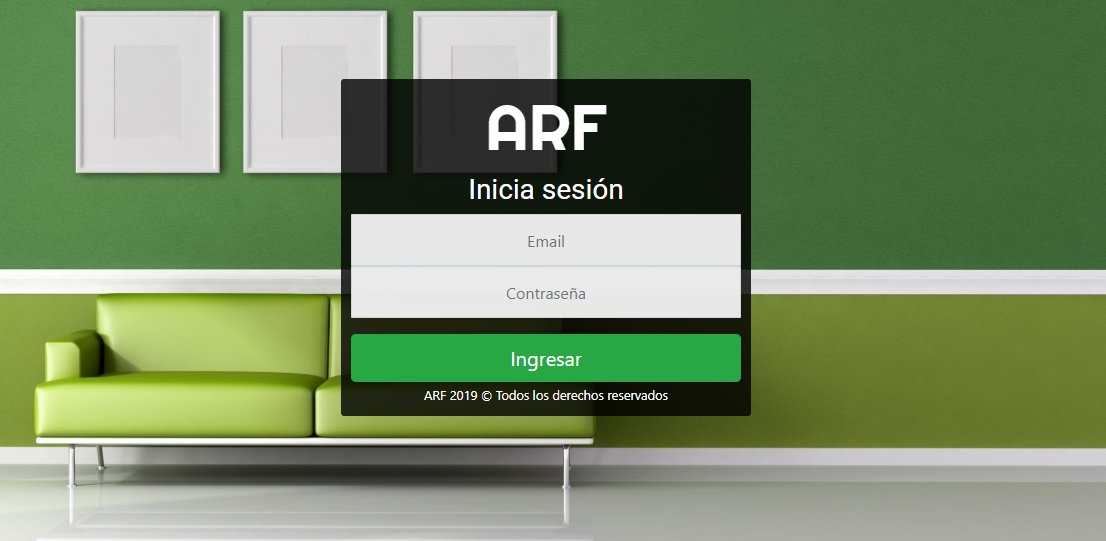 ARF
Inicia sesión
Email
Contraseña
Ingresar
ARF 2019 © Todos los derechos reservados